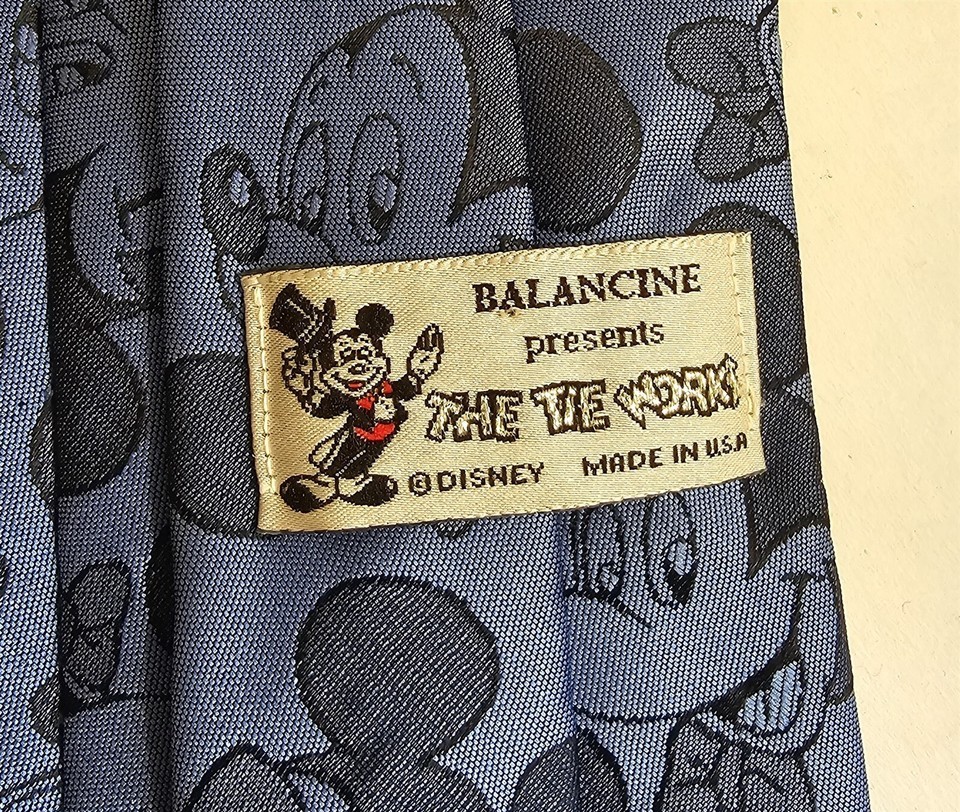 BALANCINE
presents
THE TIE WORKS
©DISNEY MADE IN U.S.A